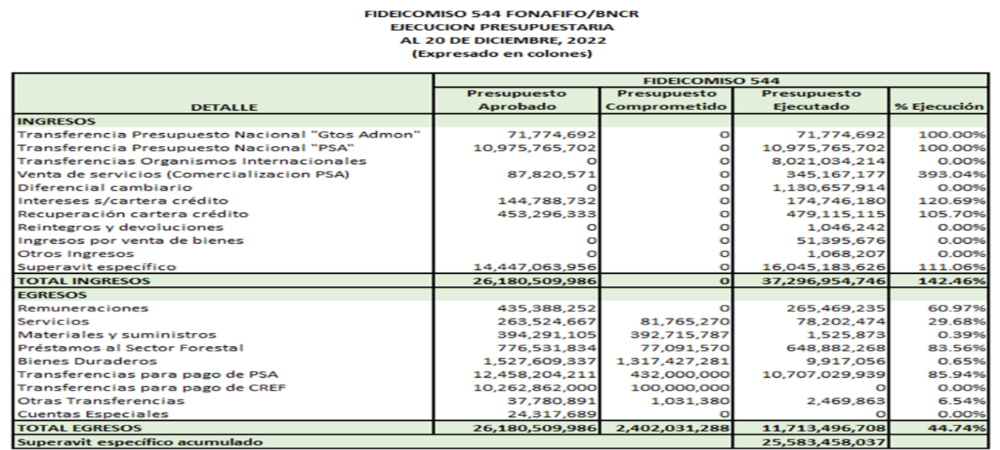 FIDEICOMISO 544 FONAFIFO/BNCR
EJECUCION PRESUPUESTARIA
AL 20 DE DICIEMBRE, 2022
(Expresado en colones)
FIDEICOMISO 544
DETALLE Presupuesto Aprobado Presupuesto Comprometido Presupuesto Ejecutado % Ejecución
INGRESOS
Transferencia Presupuesto Nacional "Gtos Admon" 71,774,692 0 71,774,692 100.00%
Transferencia Presupuesto Nacional "PSA" 10,975,765,702 0 10,975,765,702 100.00%
Transferencias Organismos Internacionales 0 0 8,021,034,214 0.00%
Venta de servicios (Comercializacion PSA) 87,820,571 0 345,167,177 393.04%
Diferencial cambiario 0 0 1,130,657,914 0.00%
Intereses s/cartera crédito 144,788,732 0 174,746,180 120.69%
Recuperación cartera crédito 453,296,333 0 479,115,115 105.70%
Reintegros y devoluciones 0 0 1,046,242 0.00%
Ingresos por venta de bienes 0 0 51,395,676 0.00%
Otros Ingresos 0 0 1,068,207 0.00%
Superavit específico 14,447,063,956 0 16,045,183,626 111.06%
TOTAL INGRESOS 26,180,509,986 0 37,296,954,746 142.46%
EGRESOS
Remuneraciones 435,388,252 0 265,469,235 60.97%
Servicios 263,524,667 81,765,270 78,202,474 29.68%
Materiales y suministros 394,291,105 392,715,787 1,525,873 0.39%
Préstamos al Sector Forestal 776,531,834 77,091,570 648,882,268 83.56%
Bienes Duraderos 1,527,609,337 1,317,427,281 9,917,056 0.65%
Transferencias para pago de PSA 12,458,204,211 432,000,000 10,707,029,939 85.94%
Transferencias para pago de CREF 10,262,862,000 100,000,000 0 0.00%
Otras Transferencias 37,780,891 1,031,380 2,469,863 6.54%
Cuentas Especiales 24,317,689 0 0 0.00%
TOTAL EGRESOS 26,180,509,986 2,402,031,288 11,713,496,708 44.74%
Superavit específico acumulado 25,583,458,037